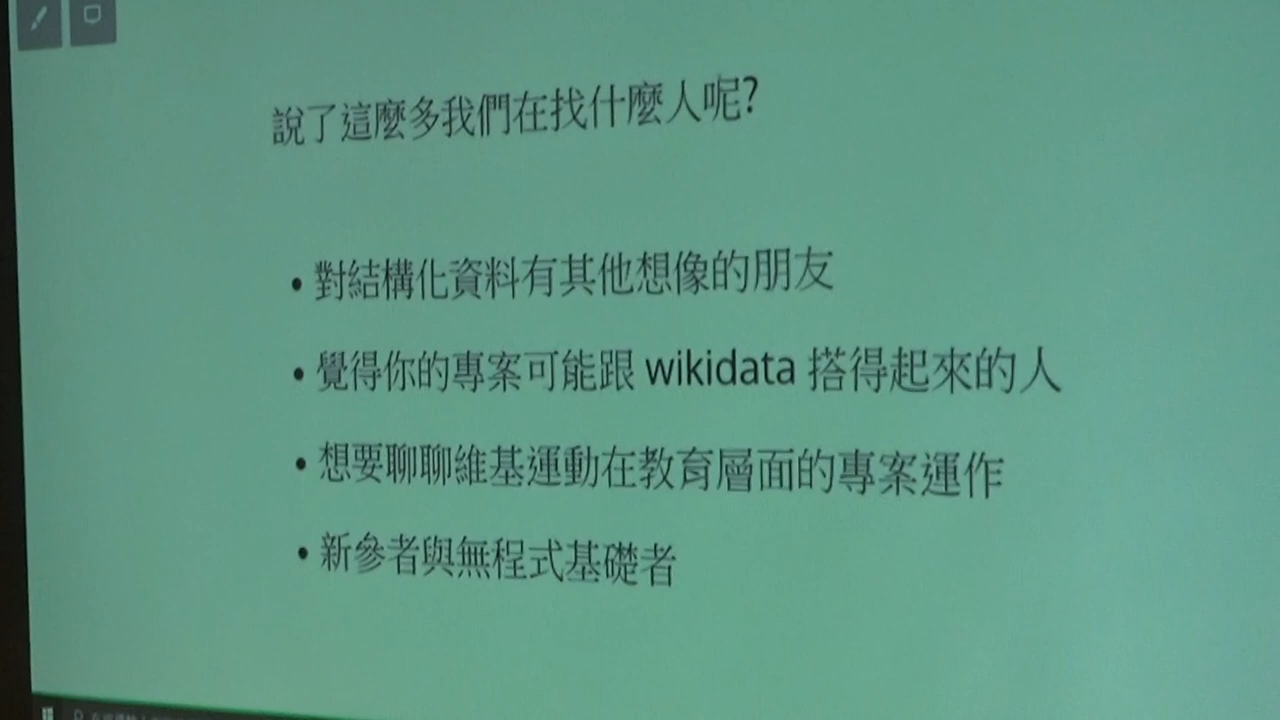 說了這麼多我們在找什麼人呢?
• 對結構化資料有其他想像的朋友
• 覺得你的專案可能跟 wikidata 搭得起來的人
• 想要聊聊維基運動在教育層面的專案運作
• 新參者與無程式基礎者